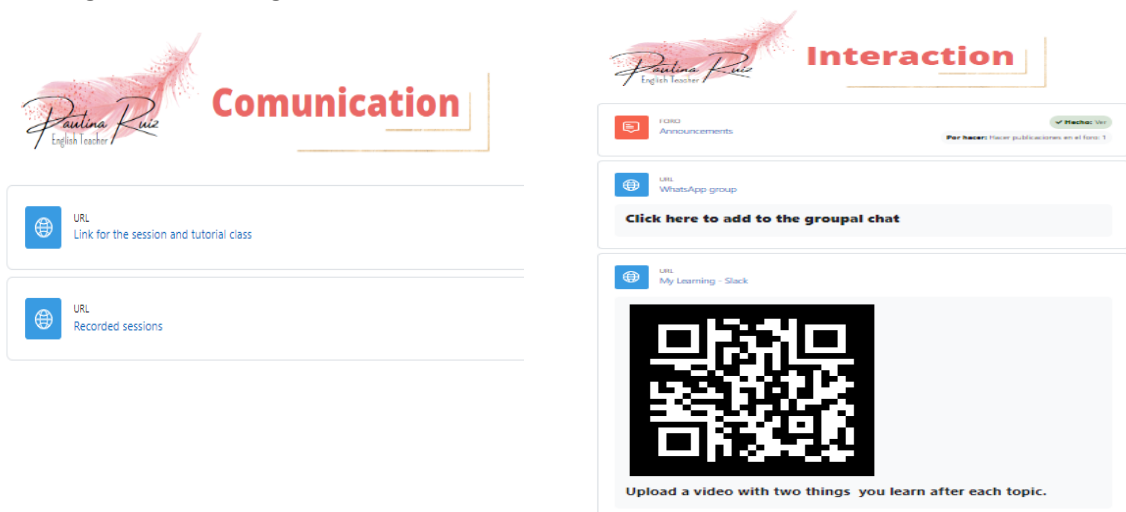 Paulina Ruiz
English Teacher
Comunication
URL
Link for the session and tutorial class
URL
Recorded sessions
Paulina Ruiz
English Teacher
Interaction
FORO
Announcements
Hecho: Ver
Por hacer: Hacer publicaciones en el foro: 1
URL
WhatsApp group
Click here to add to the groupal chat
URL
My Learning - Slack
Upload a video with two things you learn after each topic.